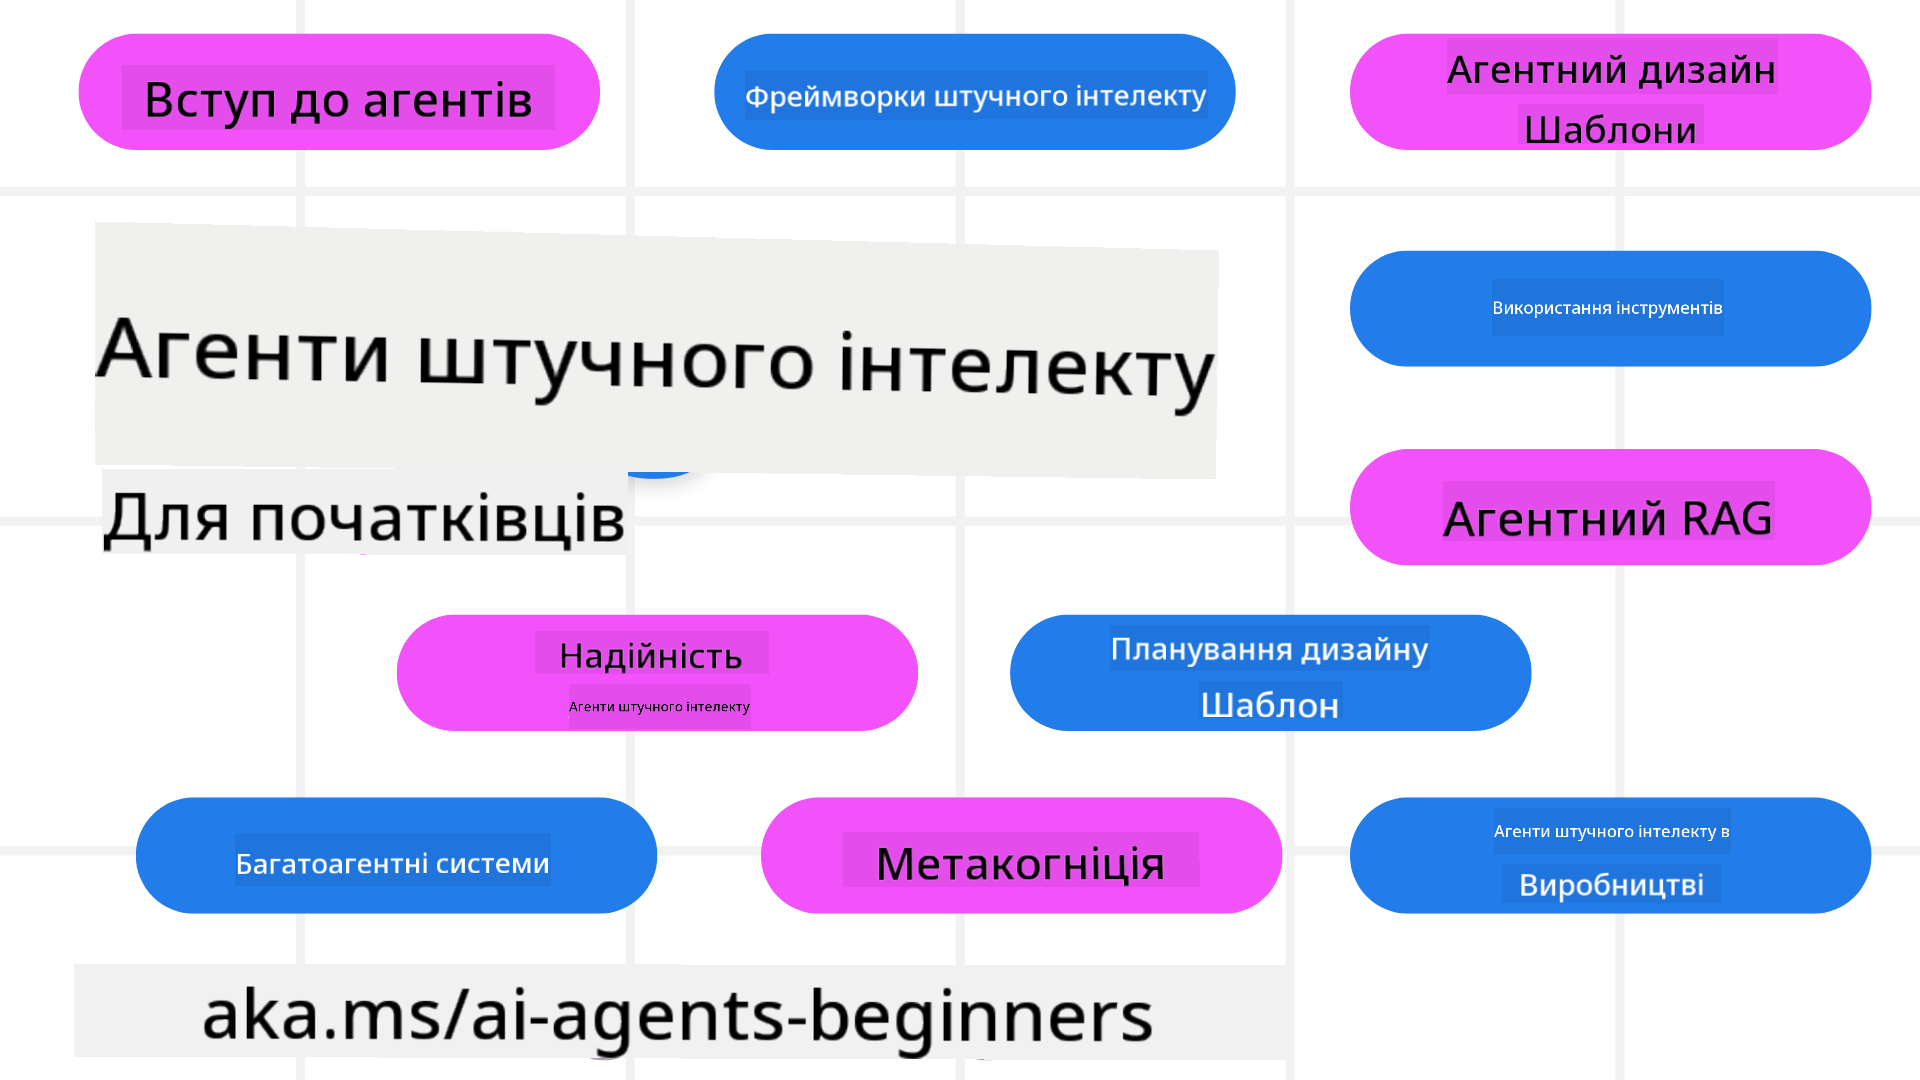 Вступ до агентів
Фреймворки штучного інтелекту
Агентний дизайн
Шаблони
Агенти штучного інтелекту
Для початківців
Використання інструментів
Агентний RAG
Надійність
Агенти штучного інтелекту
Планування дизайну
Шаблон
Багатоагентні системи
Метакогніція
Агенти штучного інтелекту в
Виробництві
aka.ms/ai-agents-beginners